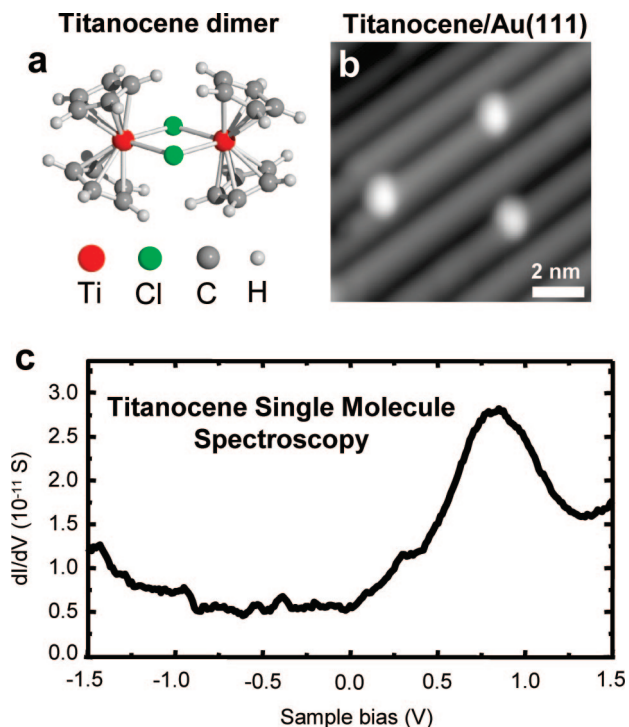 Titanocene dimer
Titanocene/Au(111)
a
b
Ti Cl C H
2 nm
c
Titanocene Single Molecule
Spectroscopy
dI/dV (10⁻¹¹ S)
3.0
2.5
2.0
1.5
1.0
0.5
0.0
-1.5 -1.0 -0.5 0.0 0.5 1.0 1.5
Sample bias (V)